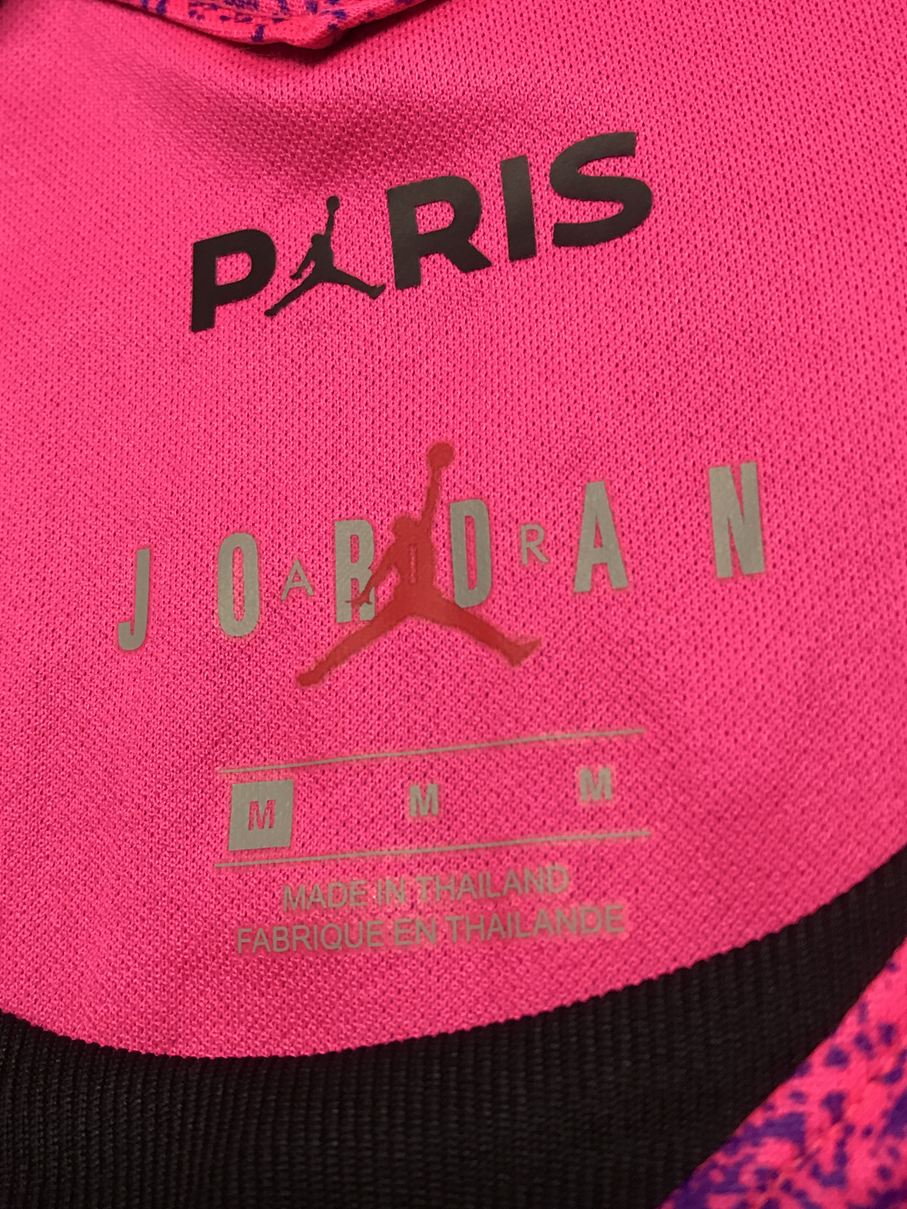 PARIS
JORDAN
AIR
M M M
MADE IN THAILAND
FABRIQUE EN THAILANDE